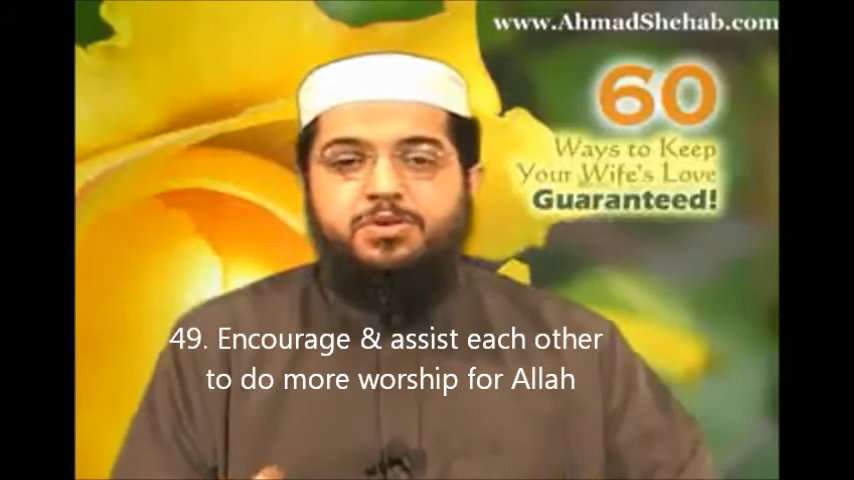 www.AhmadShehab.com
60
Ways to Keep
Your Wife's Love
Guaranteed!
49. Encourage & assist each other
to do more worship for Allah